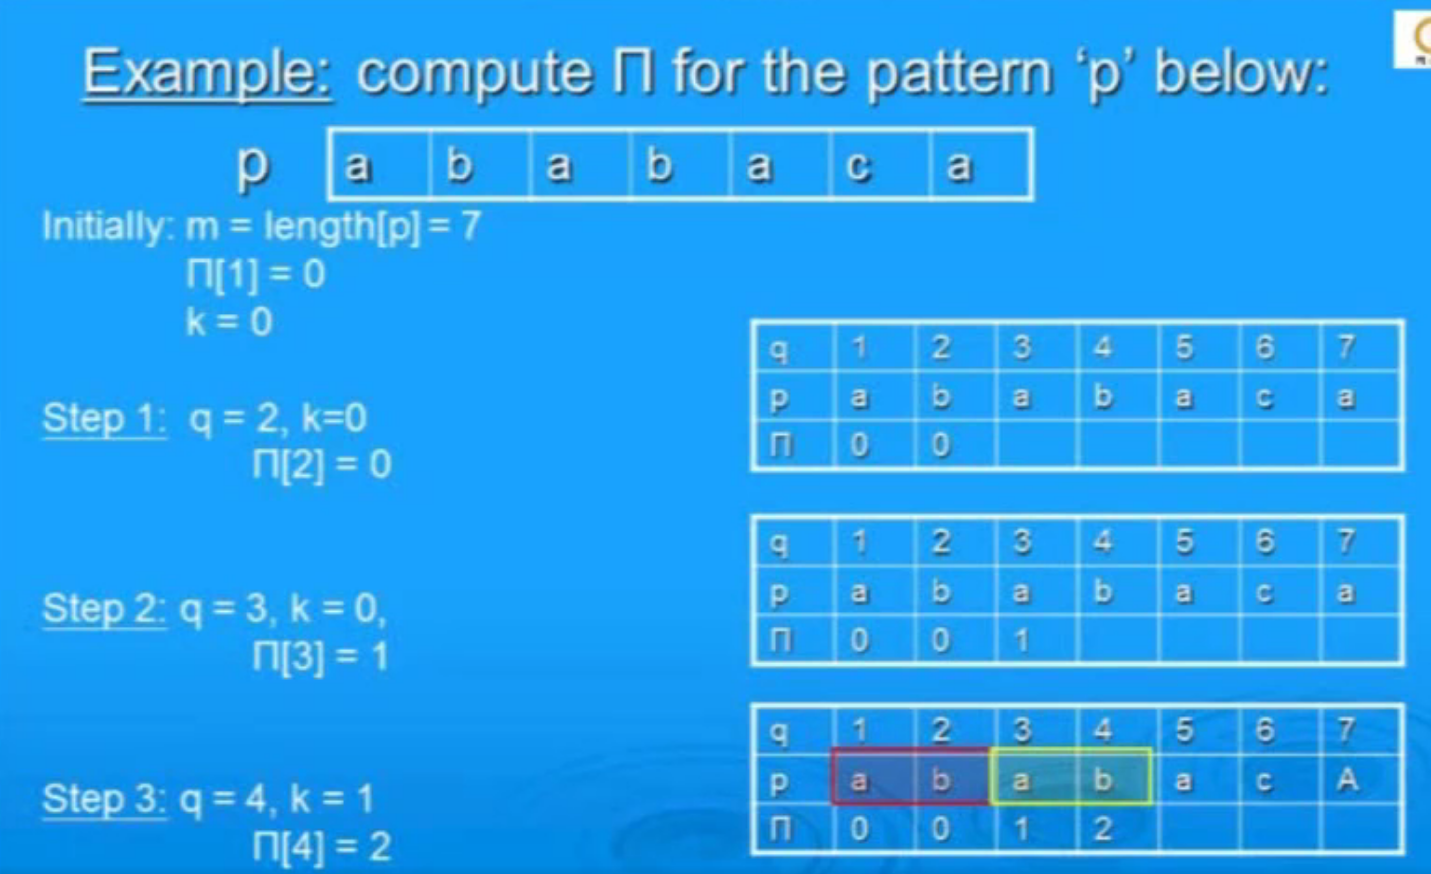 Example: compute Π for the pattern ‘p’ below:
p a b a b a c a
Initially: m = length[p] = 7
Π[1] = 0
k = 0
Step 1: q = 2, k=0
Π[2] = 0
q 1 2 3 4 5 6 7
p a b a b a c a
Π 0 0
Step 2: q = 3, k = 0,
Π[3] = 1
q 1 2 3 4 5 6 7
p a b a b a c a
Π 0 0 1
Step 3: q = 4, k = 1
Π[4] = 2
q 1 2 3 4 5 6 7
p a b a b a c A
Π 0 0 1 2